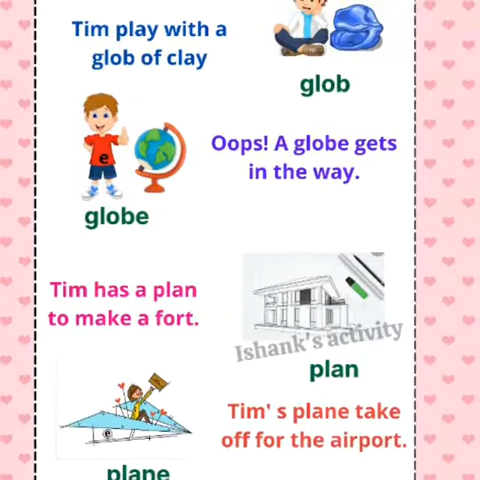 Tim play with a
glob of clay
glob
e
Oops! A globe gets
in the way.
globe
Tim has a plan
to make a fort.
Ishank's activity
plan
Tim' s plane take
off for the airport.
e
plane